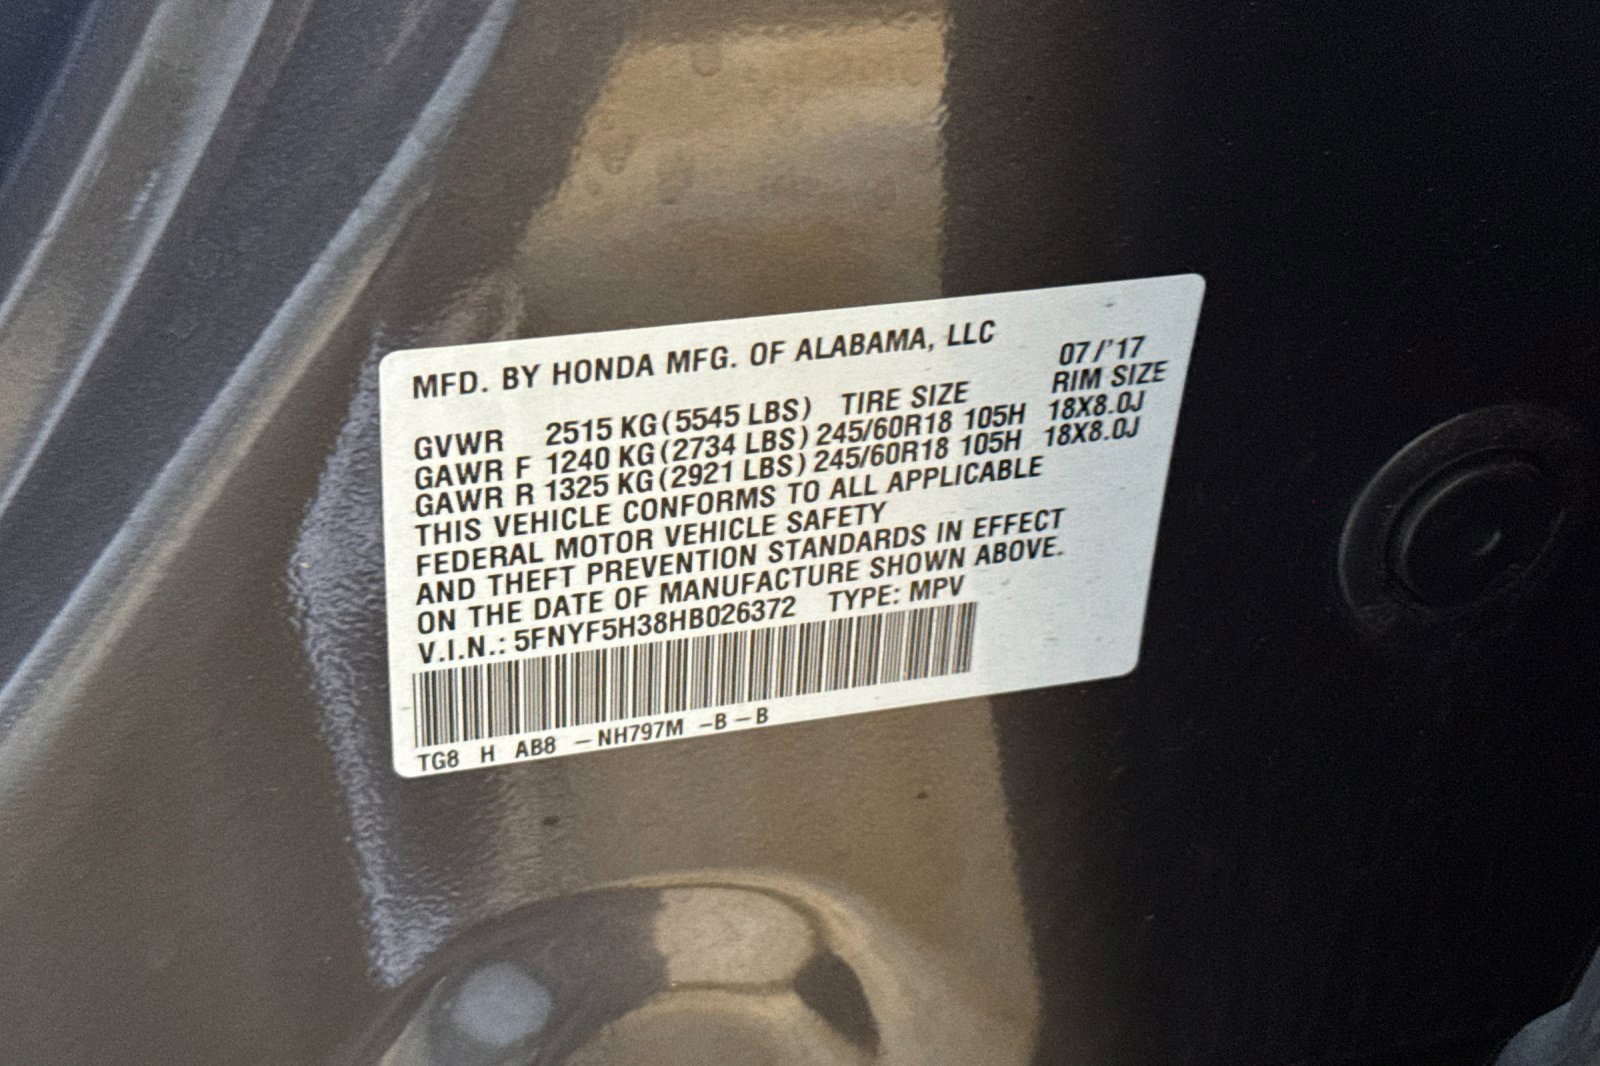 MFD. BY HONDA MFG. OF ALABAMA, LLC 07/'17
GVWR 2515 KG (5545 LBS) TIRE SIZE RIM SIZE
GAWR F 1240 KG (2734 LBS) 245/60R18 105H 18X8.0J
GAWR R 1325 KG (2921 LBS) 245/60R18 105H 18X8.0J
THIS VEHICLE CONFORMS TO ALL APPLICABLE
FEDERAL MOTOR VEHICLE SAFETY
AND THEFT PREVENTION STANDARDS IN EFFECT
ON THE DATE OF MANUFACTURE SHOWN ABOVE.
V.I.N.: 5FNYF5H38HB026372 TYPE: MPV
TG8 H AB8 -NH797M -B-B